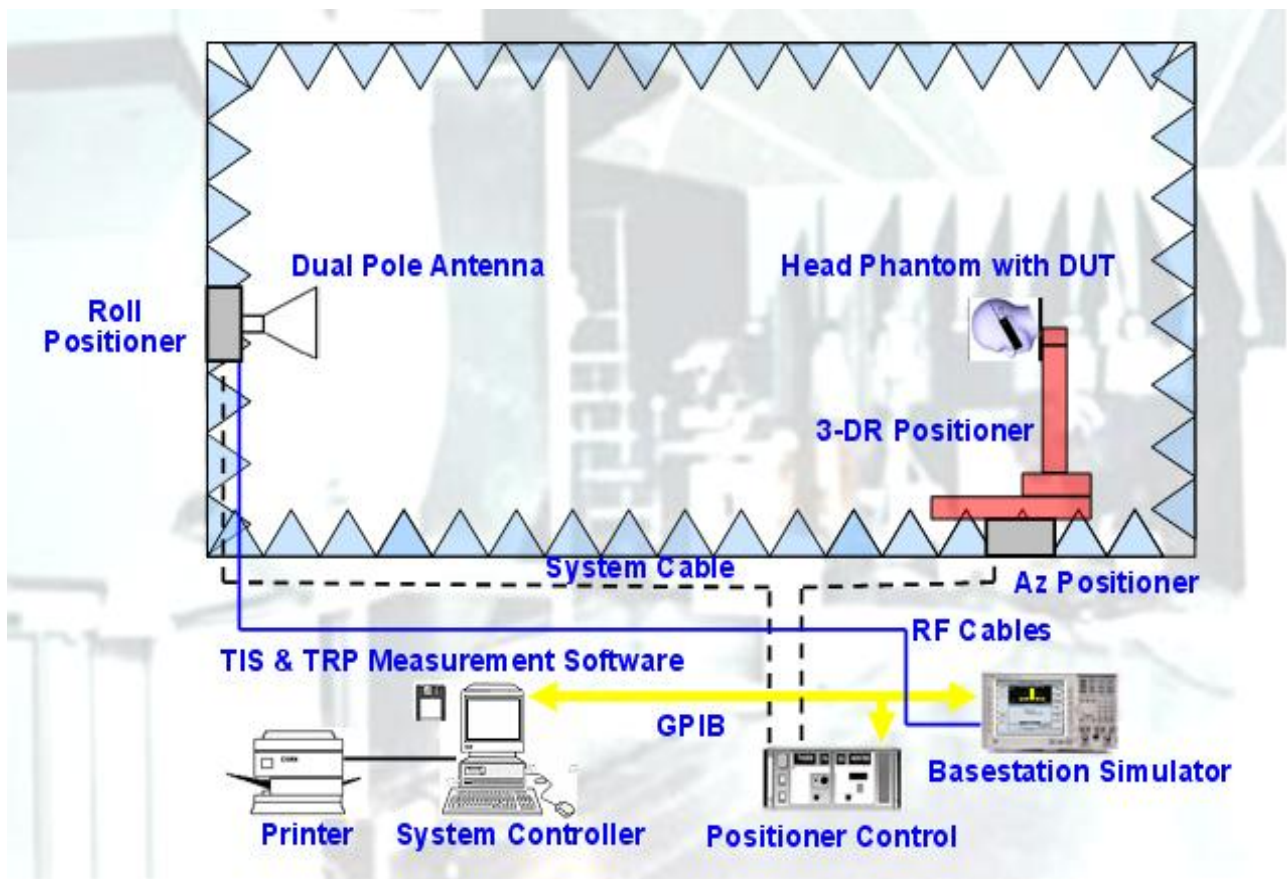 Dual Pole Antenna
Head Phantom with DUT
Roll
Positioner
3-DR Positioner
System Cable
Az Positioner
RF Cables
TIS & TRP Measurement Software
GPIB
Basestation Simulator
Printer
System Controller
Positioner Control